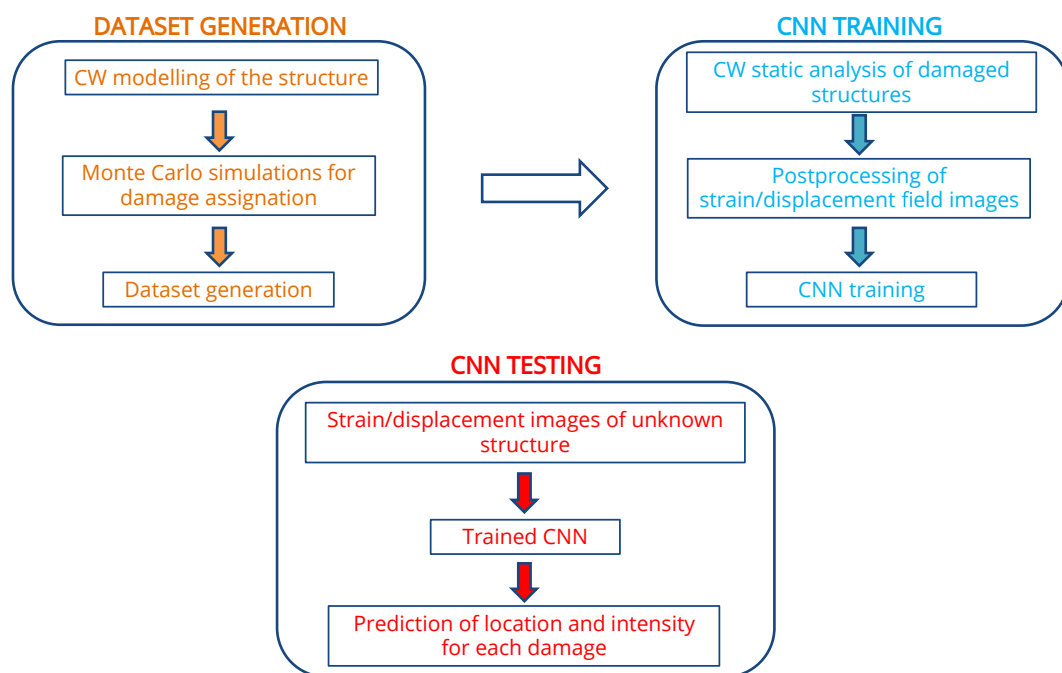 DATASET GENERATION
CW modelling of the structure
Monte Carlo simulations for
damage assignation
Dataset generation
CNN TRAINING
CW static analysis of damaged
structures
Postprocessing of
strain/displacement field images
CNN training
CNN TESTING
Strain/displacement images of unknown
structure
Trained CNN
Prediction of location and intensity
for each damage